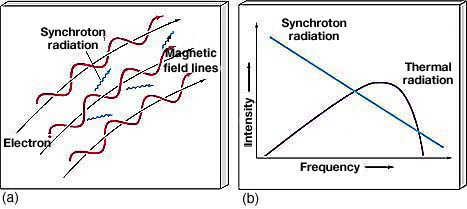 Synchroton
radiation
Magnetic
field lines
Electron
(a)
Synchroton
radiation
Thermal
radiation
Intensity
Frequency
(b)